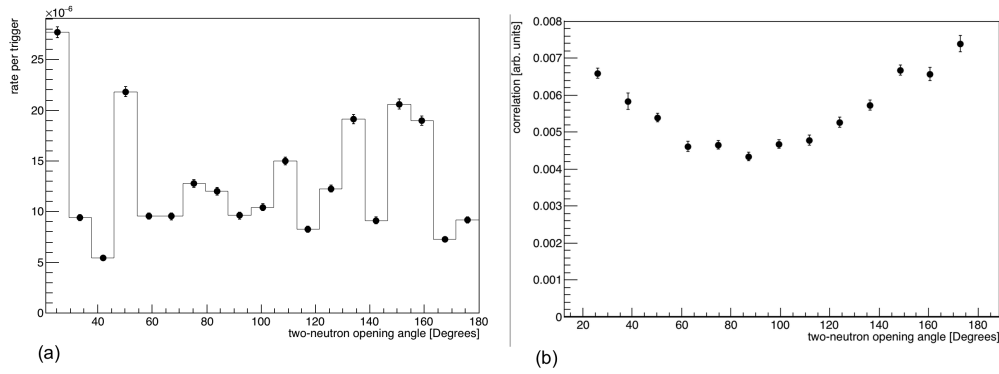 ×10⁻⁶
rate per trigger
25
20
15
10
5
0
40 60 80 100 120 140 160 180
two-neutron opening angle [Degrees]
(a)
correlation [arb. units]
0.008
0.007
0.006
0.005
0.004
0.003
0.002
0.001
0
20 40 60 80 100 120 140 160 180
two-neutron opening angle [Degrees]
(b)